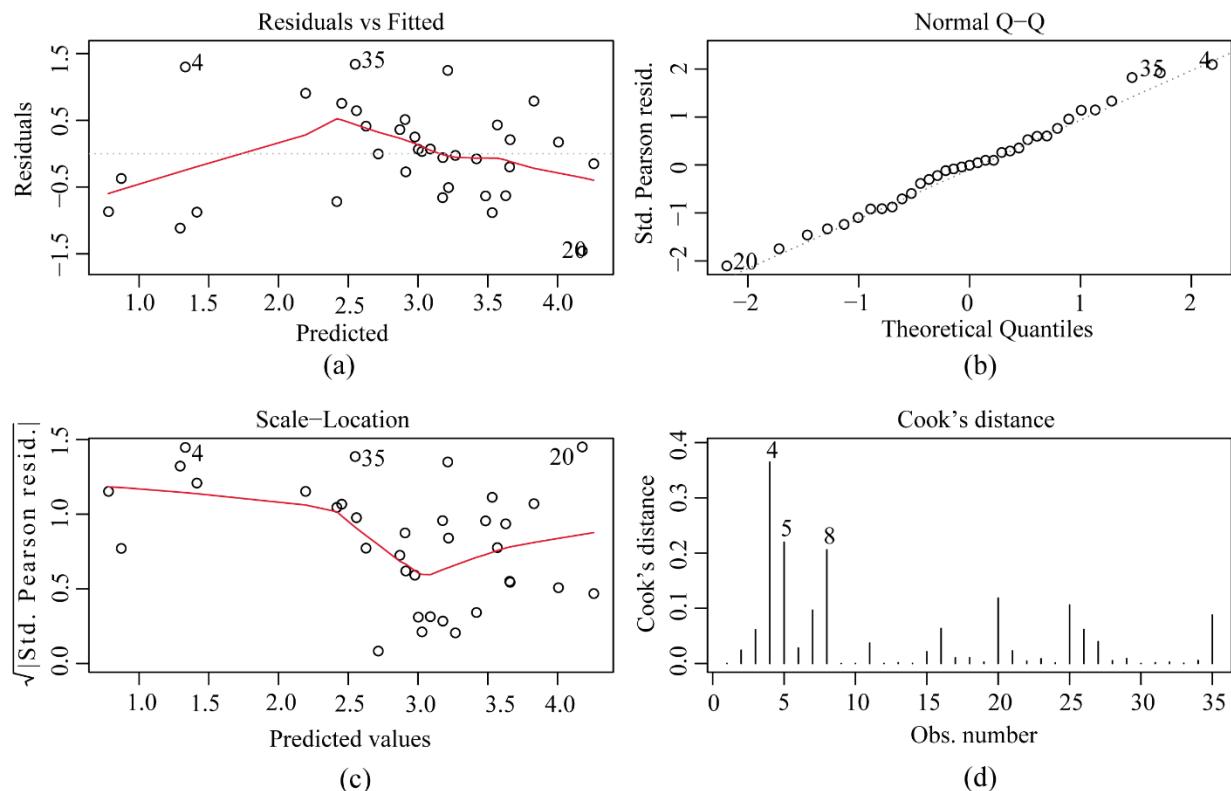 Residuals vs Fitted
Residuals
1.5
0.5
−0.5
−1.5
4
35
20
1.0 1.5 2.0 2.5 3.0 3.5 4.0
Predicted
(a)
Normal Q−Q
Std. Pearson resid.
2
1
0
−1
−2
35
4
20
−2 −1 0 1 2
Theoretical Quantiles
(b)
Scale−Location
√|Std. Pearson resid.|
1.5
1.0
0.5
0.0
4
35
20
1.0 1.5 2.0 2.5 3.0 3.5 4.0
Predicted values
(c)
Cook's distance
Cook's distance
0.4
0.3
0.2
0.1
0.0
4
5
8
0 5 10 15 20 25 30 35
Obs. number
(d)